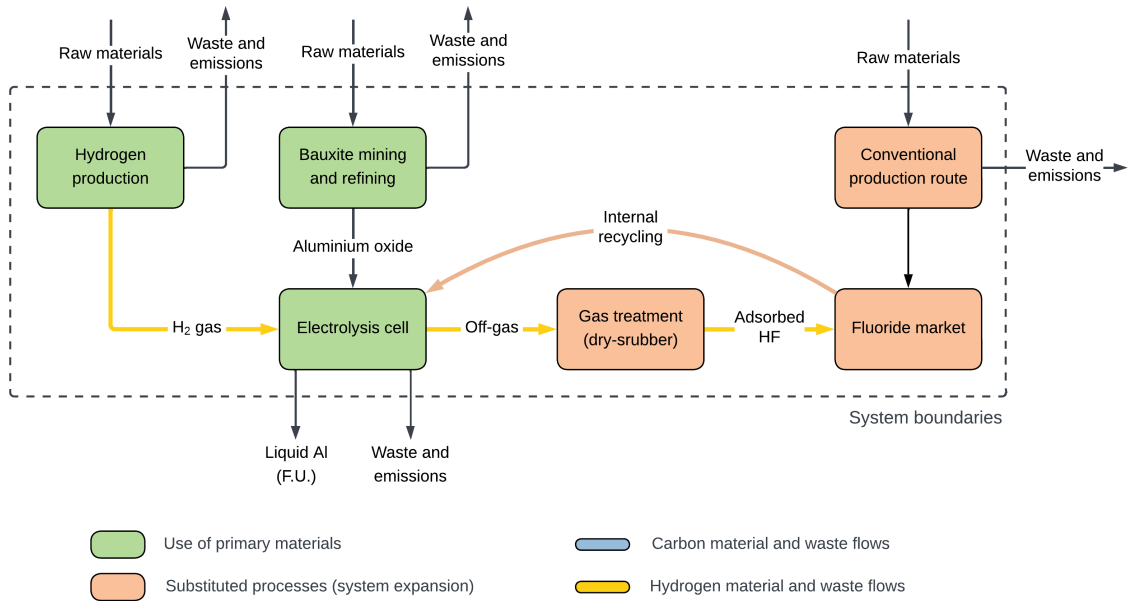 Raw materials
Waste and
emissions
Raw materials
Waste and
emissions
Raw materials
Hydrogen
production
Bauxite mining
and refining
Conventional
production route
Waste and
emissions
Internal
recycling
Aluminium oxide
H₂ gas
Electrolysis cell
Off-gas
Gas treatment
(dry-srubber)
Adsorbed
HF
Fluoride market
System boundaries
Liquid Al
(F.U.)
Waste and
emissions
Use of primary materials
Carbon material and waste flows
Substituted processes (system expansion)
Hydrogen material and waste flows